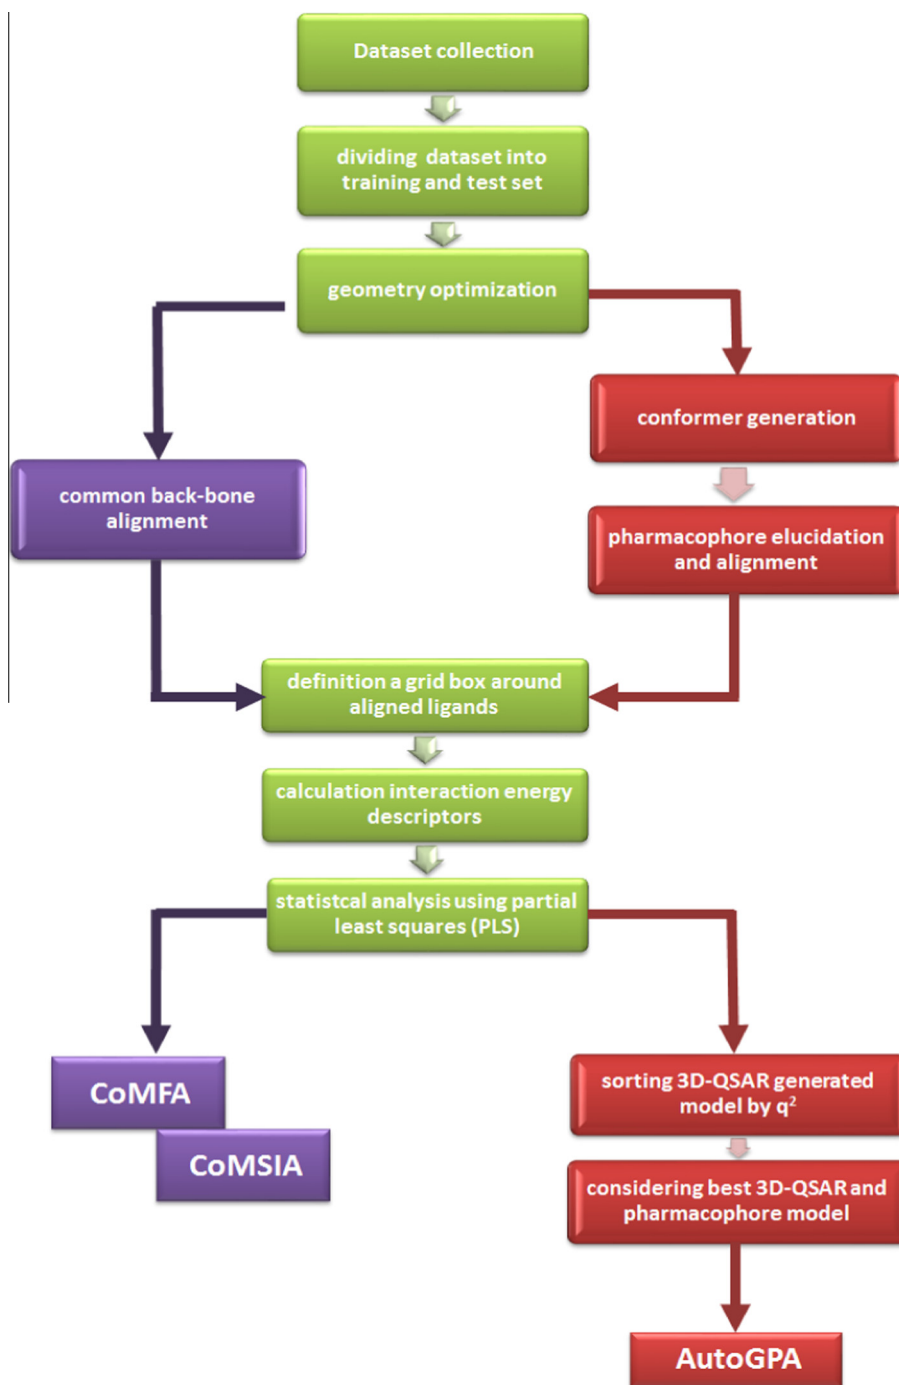 Dataset collection
dividing dataset into
training and test set
geometry optimization
conformer generation
common back-bone
alignment
pharmacophore elucidation
and alignment
definition a grid box around
aligned ligands
calculation interaction energy
descriptors
statistcal analysis using partial
least squares (PLS)
CoMFA
CoMSIA
sorting 3D-QSAR generated
model by q²
considering best 3D-QSAR and
pharmacophore model
AutoGPA